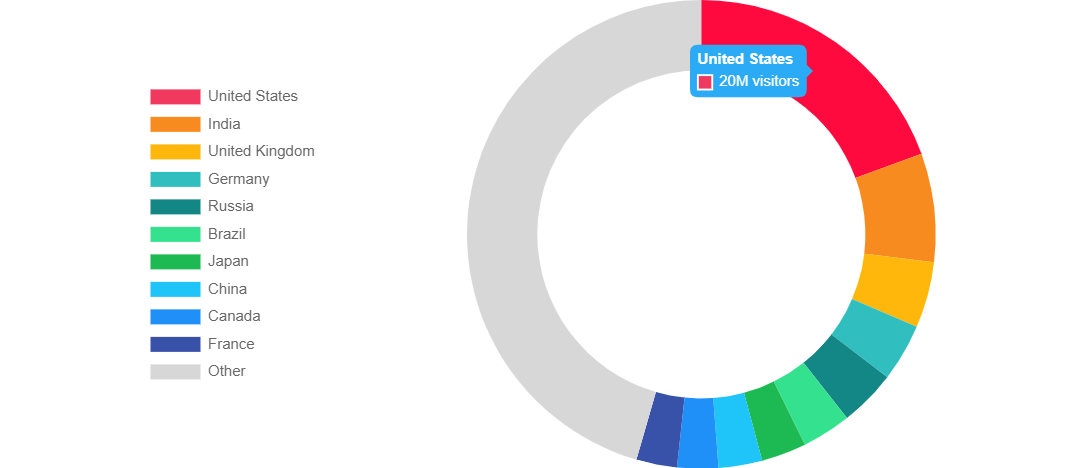 United States
India
United Kingdom
Germany
Russia
Brazil
Japan
China
Canada
France
Other
United States
20M visitors